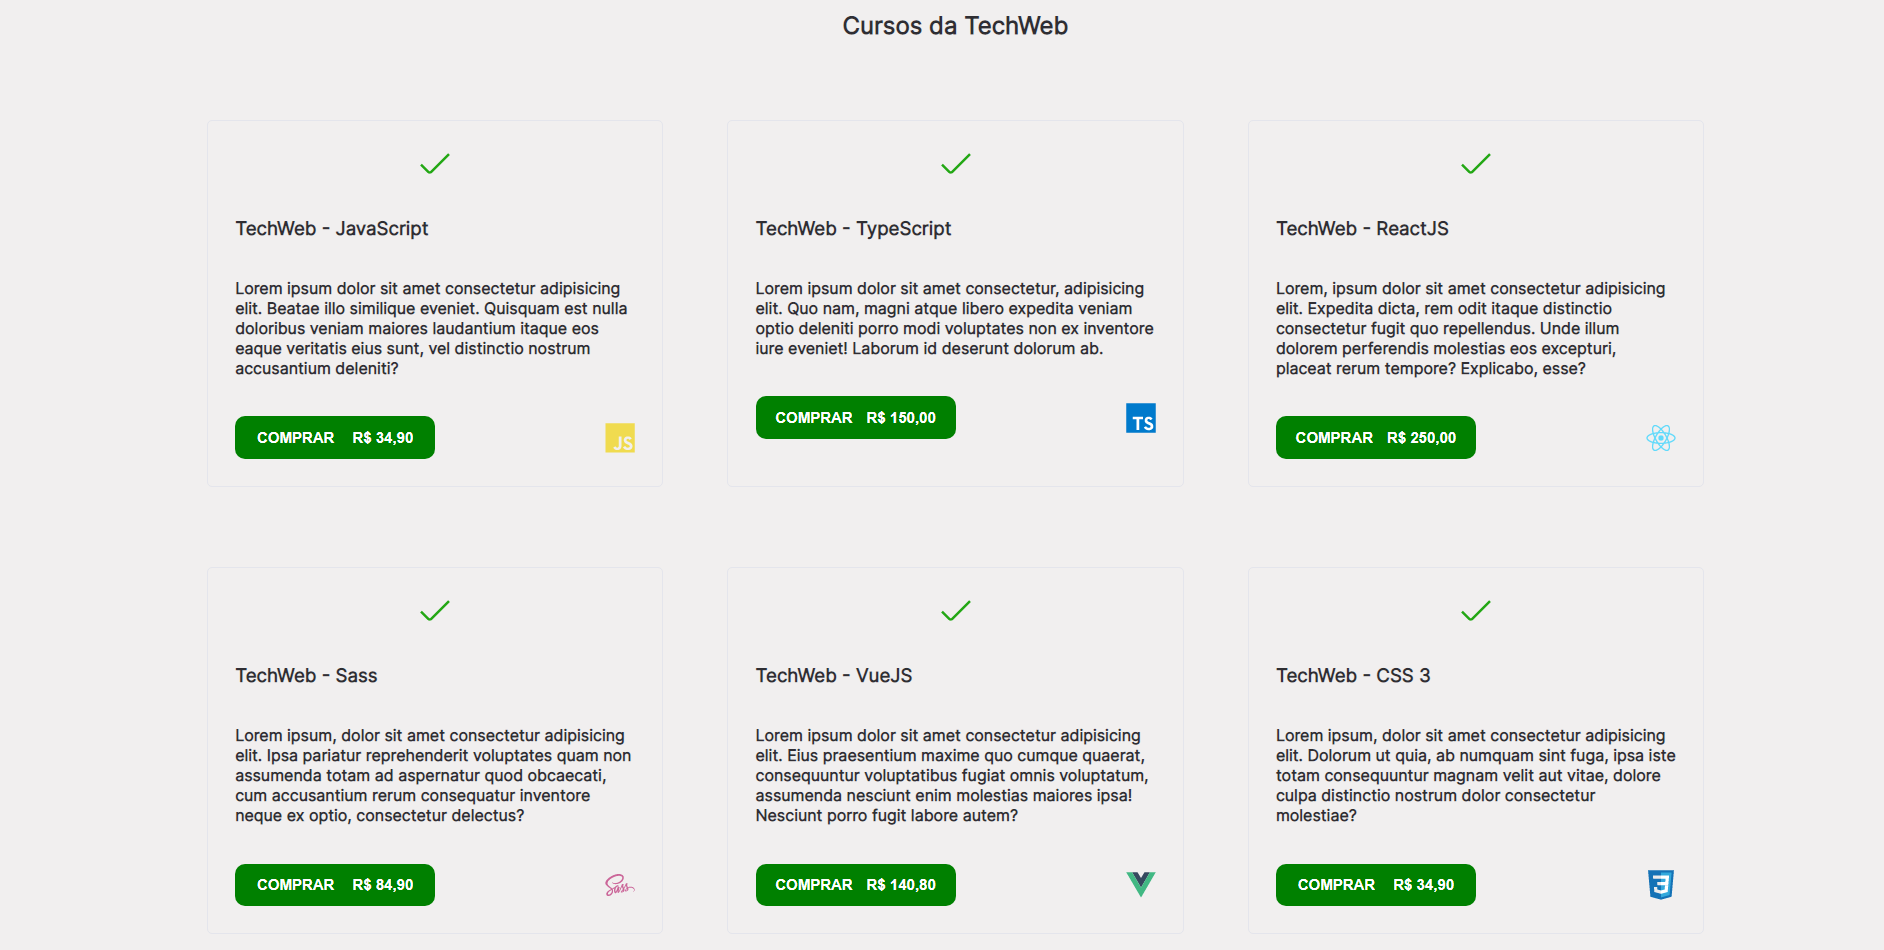 Cursos da TechWeb
TechWeb - JavaScript
Lorem ipsum dolor sit amet consectetur adipisicing
elit. Beatae illo similique eveniet. Quisquam est nulla
doloribus veniam maiores laudantium itaque eos
eaque veritatis eius sunt, vel distinctio nostrum
accusantium deleniti?
COMPRAR R$ 34,90
JS
TechWeb - TypeScript
Lorem ipsum dolor sit amet consectetur, adipisicing
elit. Quo nam, magni atque libero expedita veniam
optio deleniti porro modi voluptates non ex inventore
iure eveniet! Laborum id deserunt dolorum ab.
COMPRAR R$ 150,00
TS
TechWeb - ReactJS
Lorem, ipsum dolor sit amet consectetur adipisicing
elit. Expedita dicta, rem odit itaque distinctio
consectetur fugit quo repellendus. Unde illum
dolorem perferendis molestias eos excepturi,
placeat rerum tempore? Explicabo, esse?
COMPRAR R$ 250,00
TechWeb - Sass
Lorem ipsum, dolor sit amet consectetur adipisicing
elit. Ipsa pariatur reprehenderit voluptates quam non
assumenda totam ad aspernatur quod obcaecati,
cum accusantium rerum consequatur inventore
neque ex optio, consectetur delectus?
COMPRAR R$ 84,90
Sass
TechWeb - VueJS
Lorem ipsum dolor sit amet consectetur adipisicing
elit. Eius praesentium maxime quo cumque quaerat,
consequuntur voluptatibus fugiat omnis voluptatum,
assumenda nesciunt enim molestias maiores ipsa!
Nesciunt porro fugit labore autem?
COMPRAR R$ 140,80
TechWeb - CSS 3
Lorem ipsum, dolor sit amet consectetur adipisicing
elit. Dolorum ut quia, ab numquam sint fuga, ipsa iste
totam consequuntur magnam velit aut vitae, dolore
culpa distinctio nostrum dolor consectetur
molestiae?
COMPRAR R$ 34,90
3